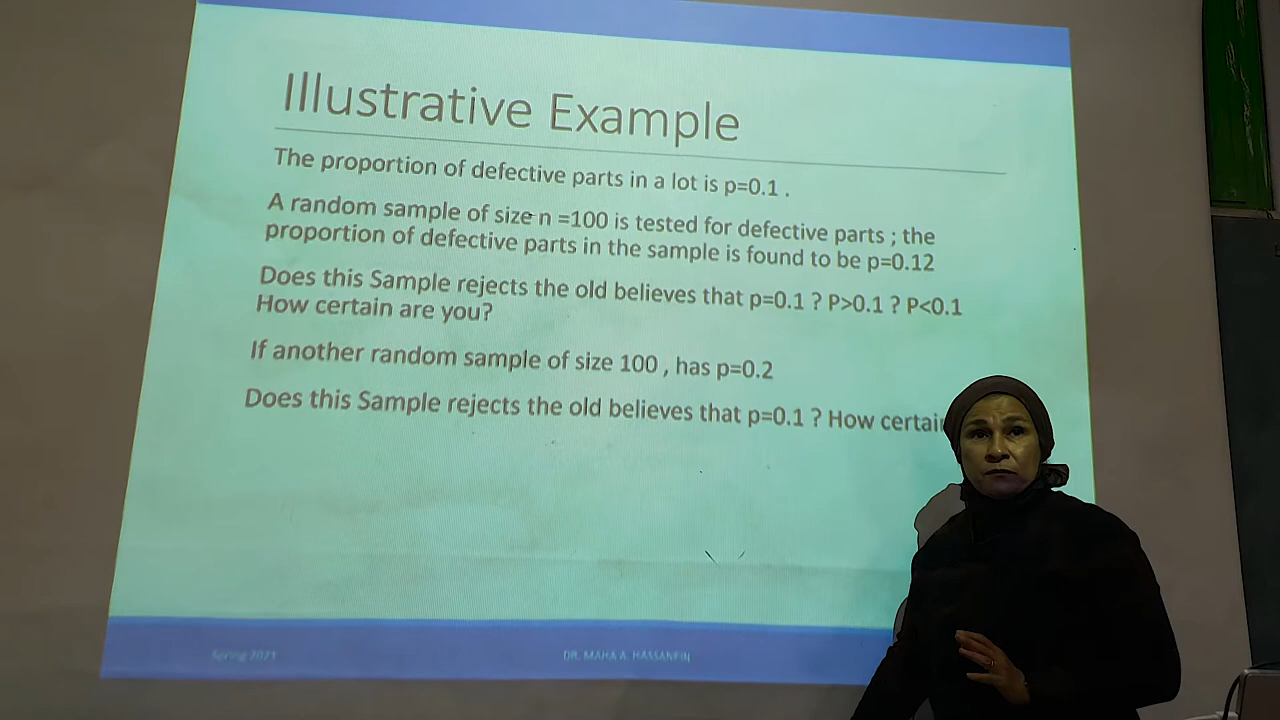 Illustrative Example
The proportion of defective parts in a lot is p=0.1 .
A random sample of size n =100 is tested for defective parts ; the
proportion of defective parts in the sample is found to be p=0.12
Does this Sample rejects the old believes that p=0.1 ? P>0.1 ? P<0.1
How certain are you?
If another random sample of size 100 , has p=0.2
Does this Sample rejects the old believes that p=0.1 ? How certain
Spring 2021
DR. MAHA A. HASSANEIN